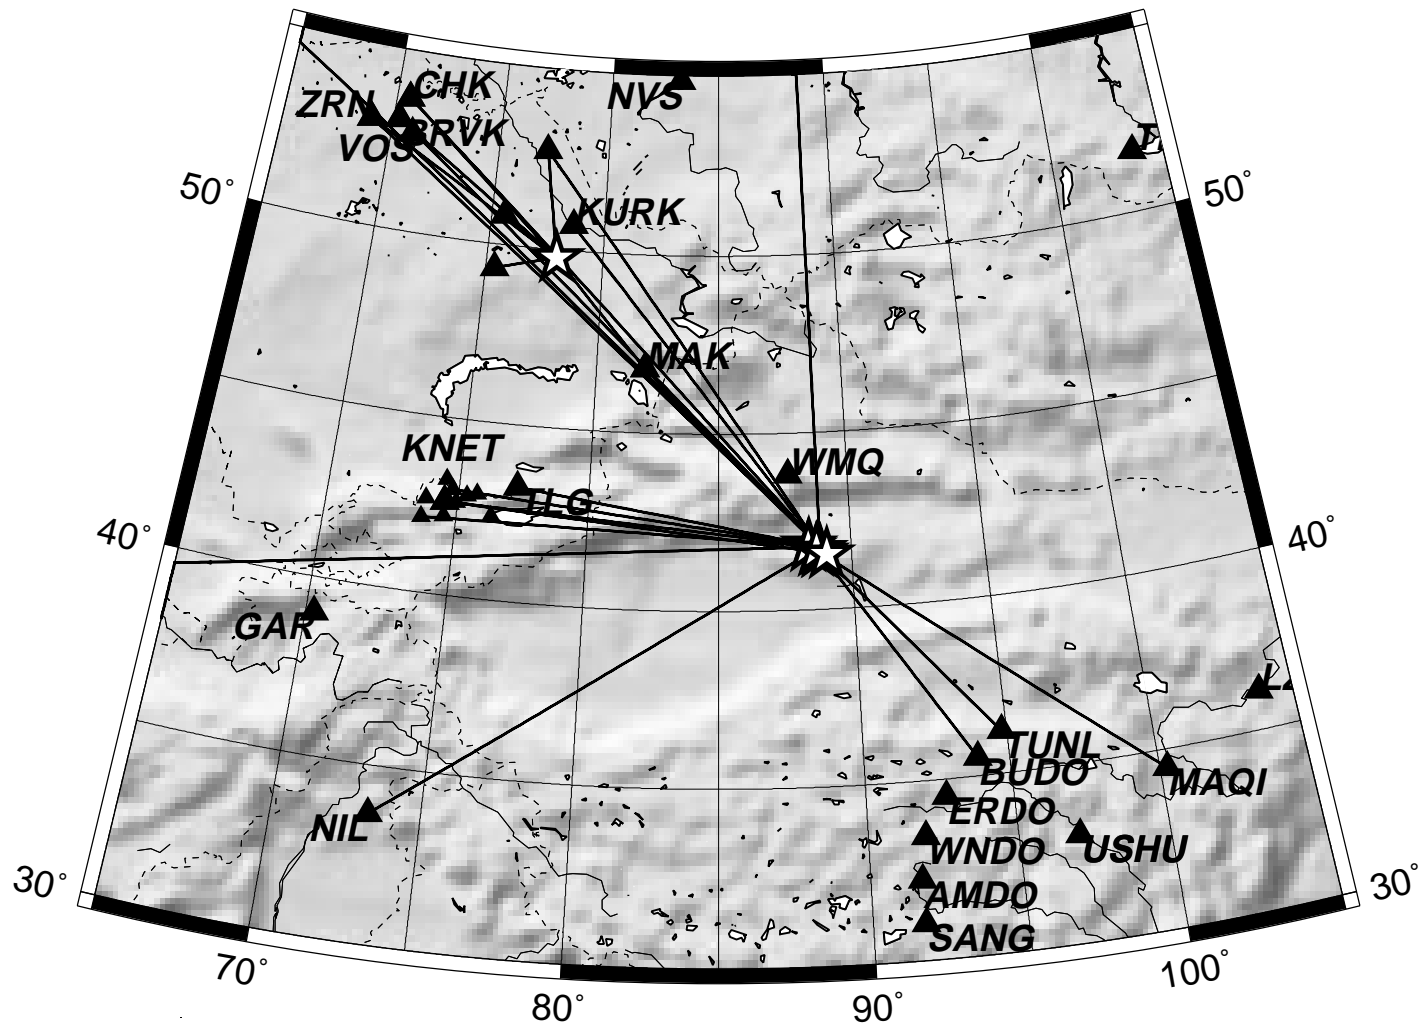 CHK
ZRN
NVS
BRVK
VOS
T
50°
50°
KURK
MAK
KNET
WMQ
TLG
40°
40°
GAR
L
TUNL
BUDO
MAQI
ERDO
NIL
WNDO
USHU
AMDO
30°
30°
SANG
70°
80°
90°
100°